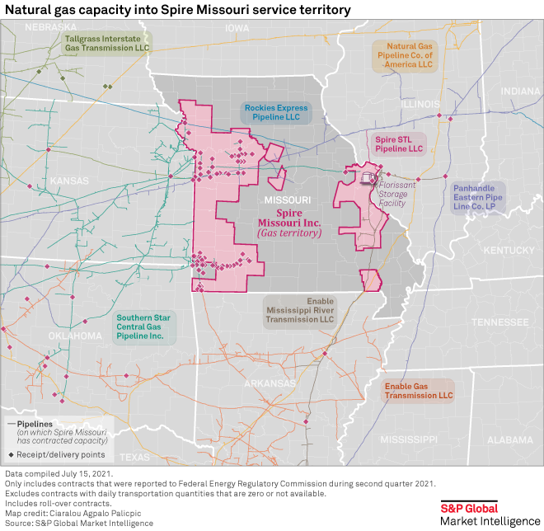 Natural gas capacity into Spire Missouri service territory
NEBRASKA
IOWA
Tallgrass Interstate
Gas Transmission LLC
Natural Gas
Pipeline Co. of
America LLC
INDIANA
ILLINOIS
Rockies Express
Pipeline LLC
Spire STL
Pipeline LLC
KANSAS
Florissant
Storage
Facility
Panhandle
Eastern Pipe
Line Co. LP
MISSOURI
Spire
Missouri Inc.
(Gas territory)
KENTUCKY
Enable
Mississippi River
Transmission LLC
Southern Star
Central Gas
Pipeline Inc.
OKLAHOMA
TENNESSEE
ARKANSAS
Enable Gas
Transmission LLC
Pipelines
(on which Spire Missouri
has contracted capacity)
Receipt/delivery points
TEXAS
MISSISSIPPI
ALABAMA
Data compiled July 15, 2021.
Only includes contracts that were reported to Federal Energy Regulatory Commission during second quarter 2021.
Excludes contracts with daily transportation quantities that are zero or not available.
Includes roll-over contracts.
Map credit: Ciaralou Agpalo Palicpic
Source: S&P Global Market Intelligence
S&P Global
Market Intelligence